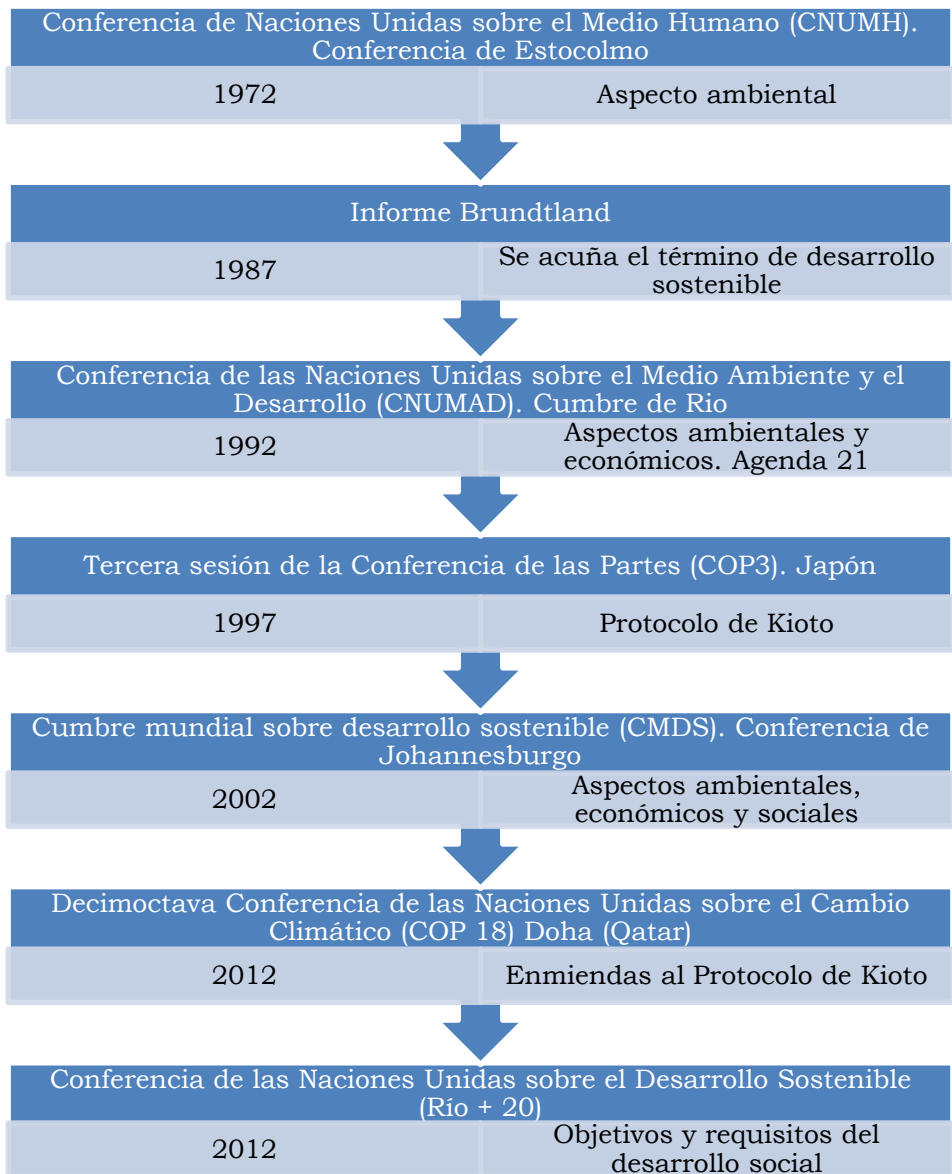 Conferencia de Naciones Unidas sobre el Medio Humano (CNUMH).
Conferencia de Estocolmo
1972
Aspecto ambiental
Informe Brundtland
1987
Se acuña el término de desarrollo
sostenible
Conferencia de las Naciones Unidas sobre el Medio Ambiente y el
Desarrollo (CNUMAD). Cumbre de Rio
1992
Aspectos ambientales y
económicos. Agenda 21
Tercera sesión de la Conferencia de las Partes (COP3). Japón
1997
Protocolo de Kioto
Cumbre mundial sobre desarrollo sostenible (CMDS). Conferencia de
Johannesburgo
2002
Aspectos ambientales,
económicos y sociales
Decimoctava Conferencia de las Naciones Unidas sobre el Cambio
Climático (COP 18) Doha (Qatar)
2012
Enmiendas al Protocolo de Kioto
Conferencia de las Naciones Unidas sobre el Desarrollo Sostenible
(Río + 20)
2012
Objetivos y requisitos del
desarrollo social